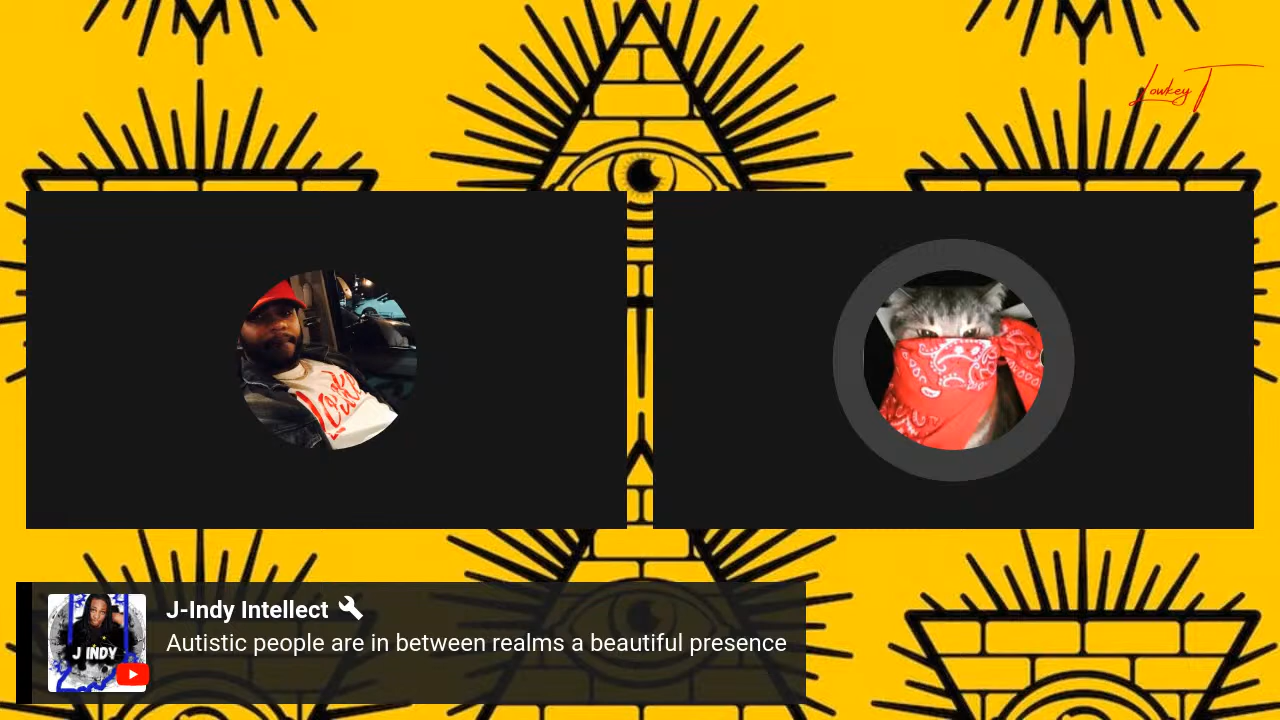 Lowkey T
J-Indy Intellect
Autistic people are in between realms a beautiful presence
J INDY